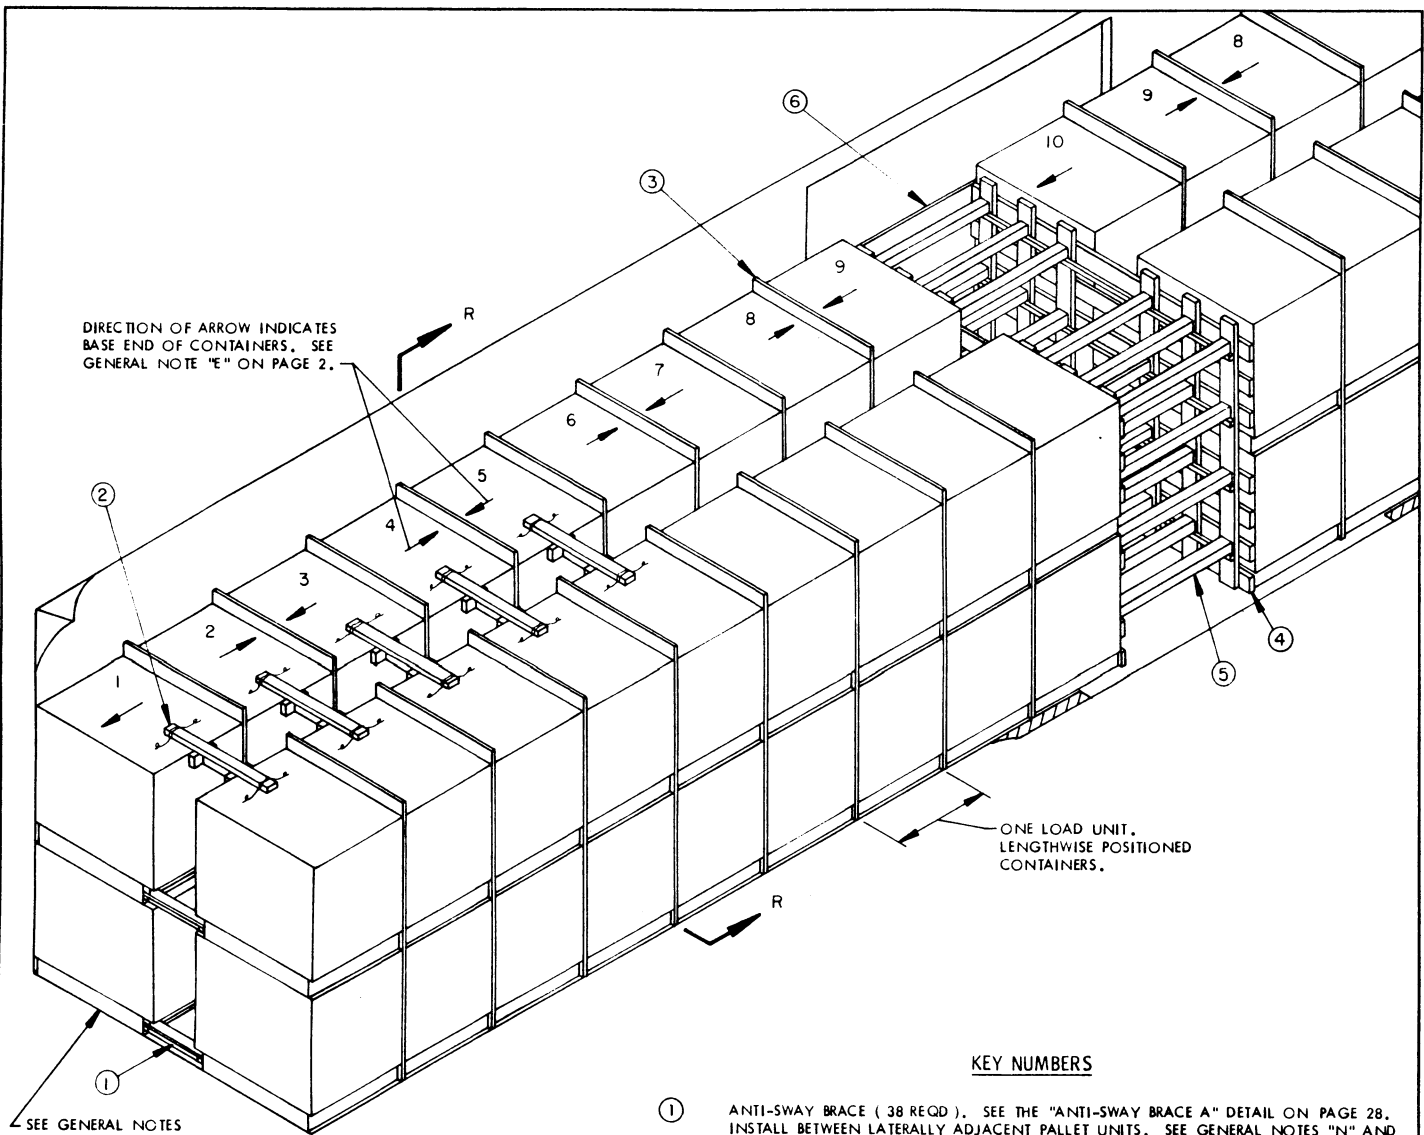 8
9
10
6
3
9
8
R
DIRECTION OF ARROW INDICATES
BASE END OF CONTAINERS. SEE
GENERAL NOTE "E" ON PAGE 2.
7
6
5
2
4
3
4
2
5
1
ONE LOAD UNIT.
LENGTHWISE POSITIONED
CONTAINERS.
R
KEY NUMBERS
1
SEE GENERAL NOTES
1 ANTI-SWAY BRACE ( 38 REQD ). SEE THE "ANTI-SWAY BRACE A" DETAIL ON PAGE 28.
INSTALL BETWEEN LATERALLY ADJACENT PALLET UNITS. SEE GENERAL NOTES "N" AND